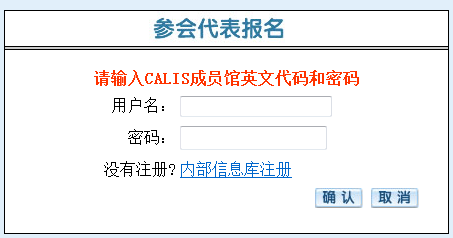 参会代表报名
请输入CALIS成员馆英文代码和密码
用户名：
密码：
没有注册? 内部信息库注册
确 认 取 消